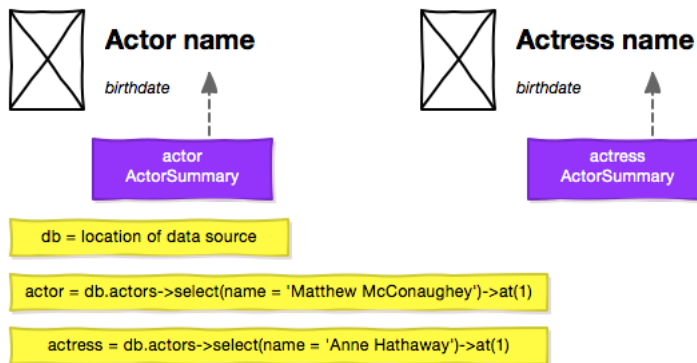 Actor name
birthdate
actor
ActorSummary
Actress name
birthdate
actress
ActorSummary
db = location of data source
actor = db.actors->select(name = 'Matthew McConaughey')->at(1)
actress = db.actors->select(name = 'Anne Hathaway')->at(1)